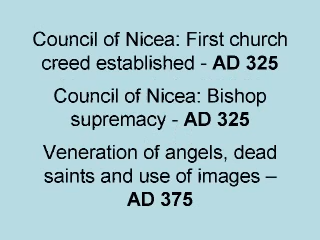 Council of Nicea: First church
creed established - AD 325
Council of Nicea: Bishop
supremacy - AD 325
Veneration of angels, dead
saints and use of images –
AD 375